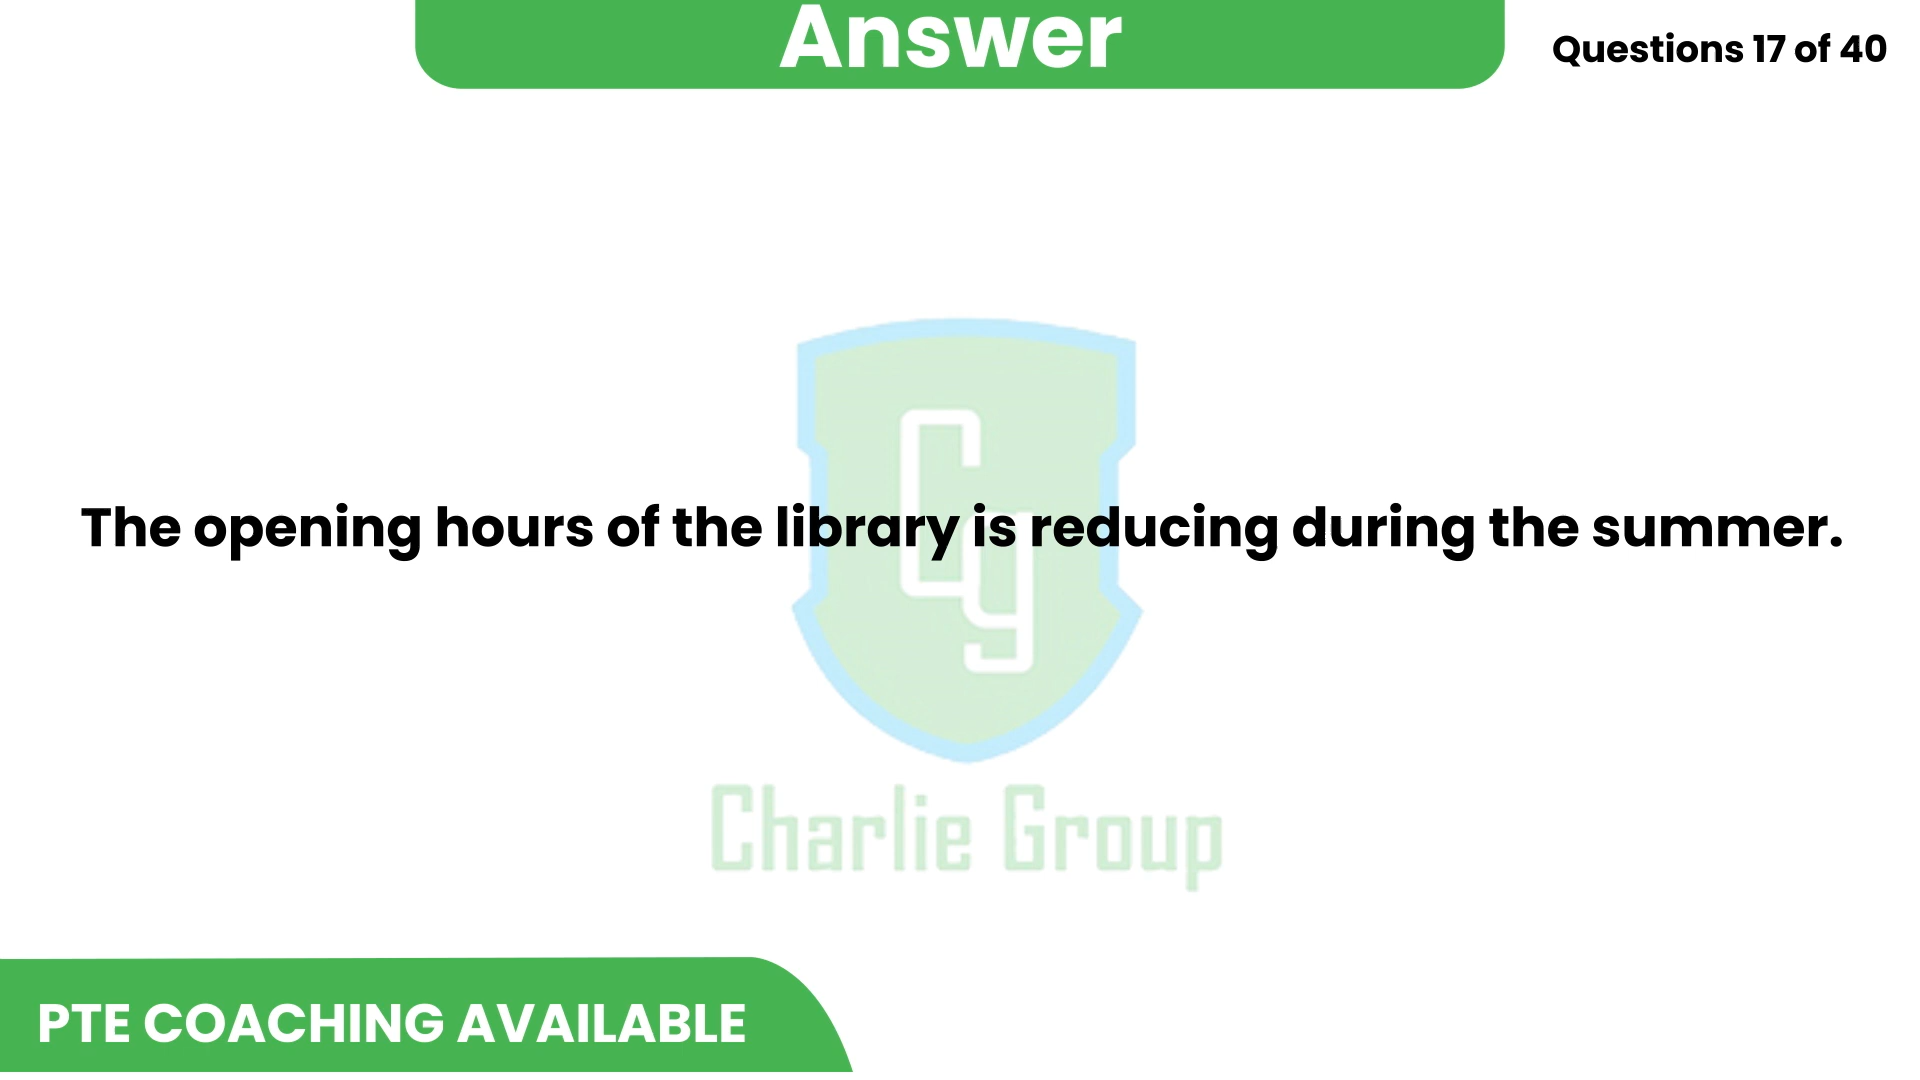 Answer
Questions 17 of 40
The opening hours of the library is reducing during the summer.
Cg
Charlie Group
PTE COACHING AVAILABLE